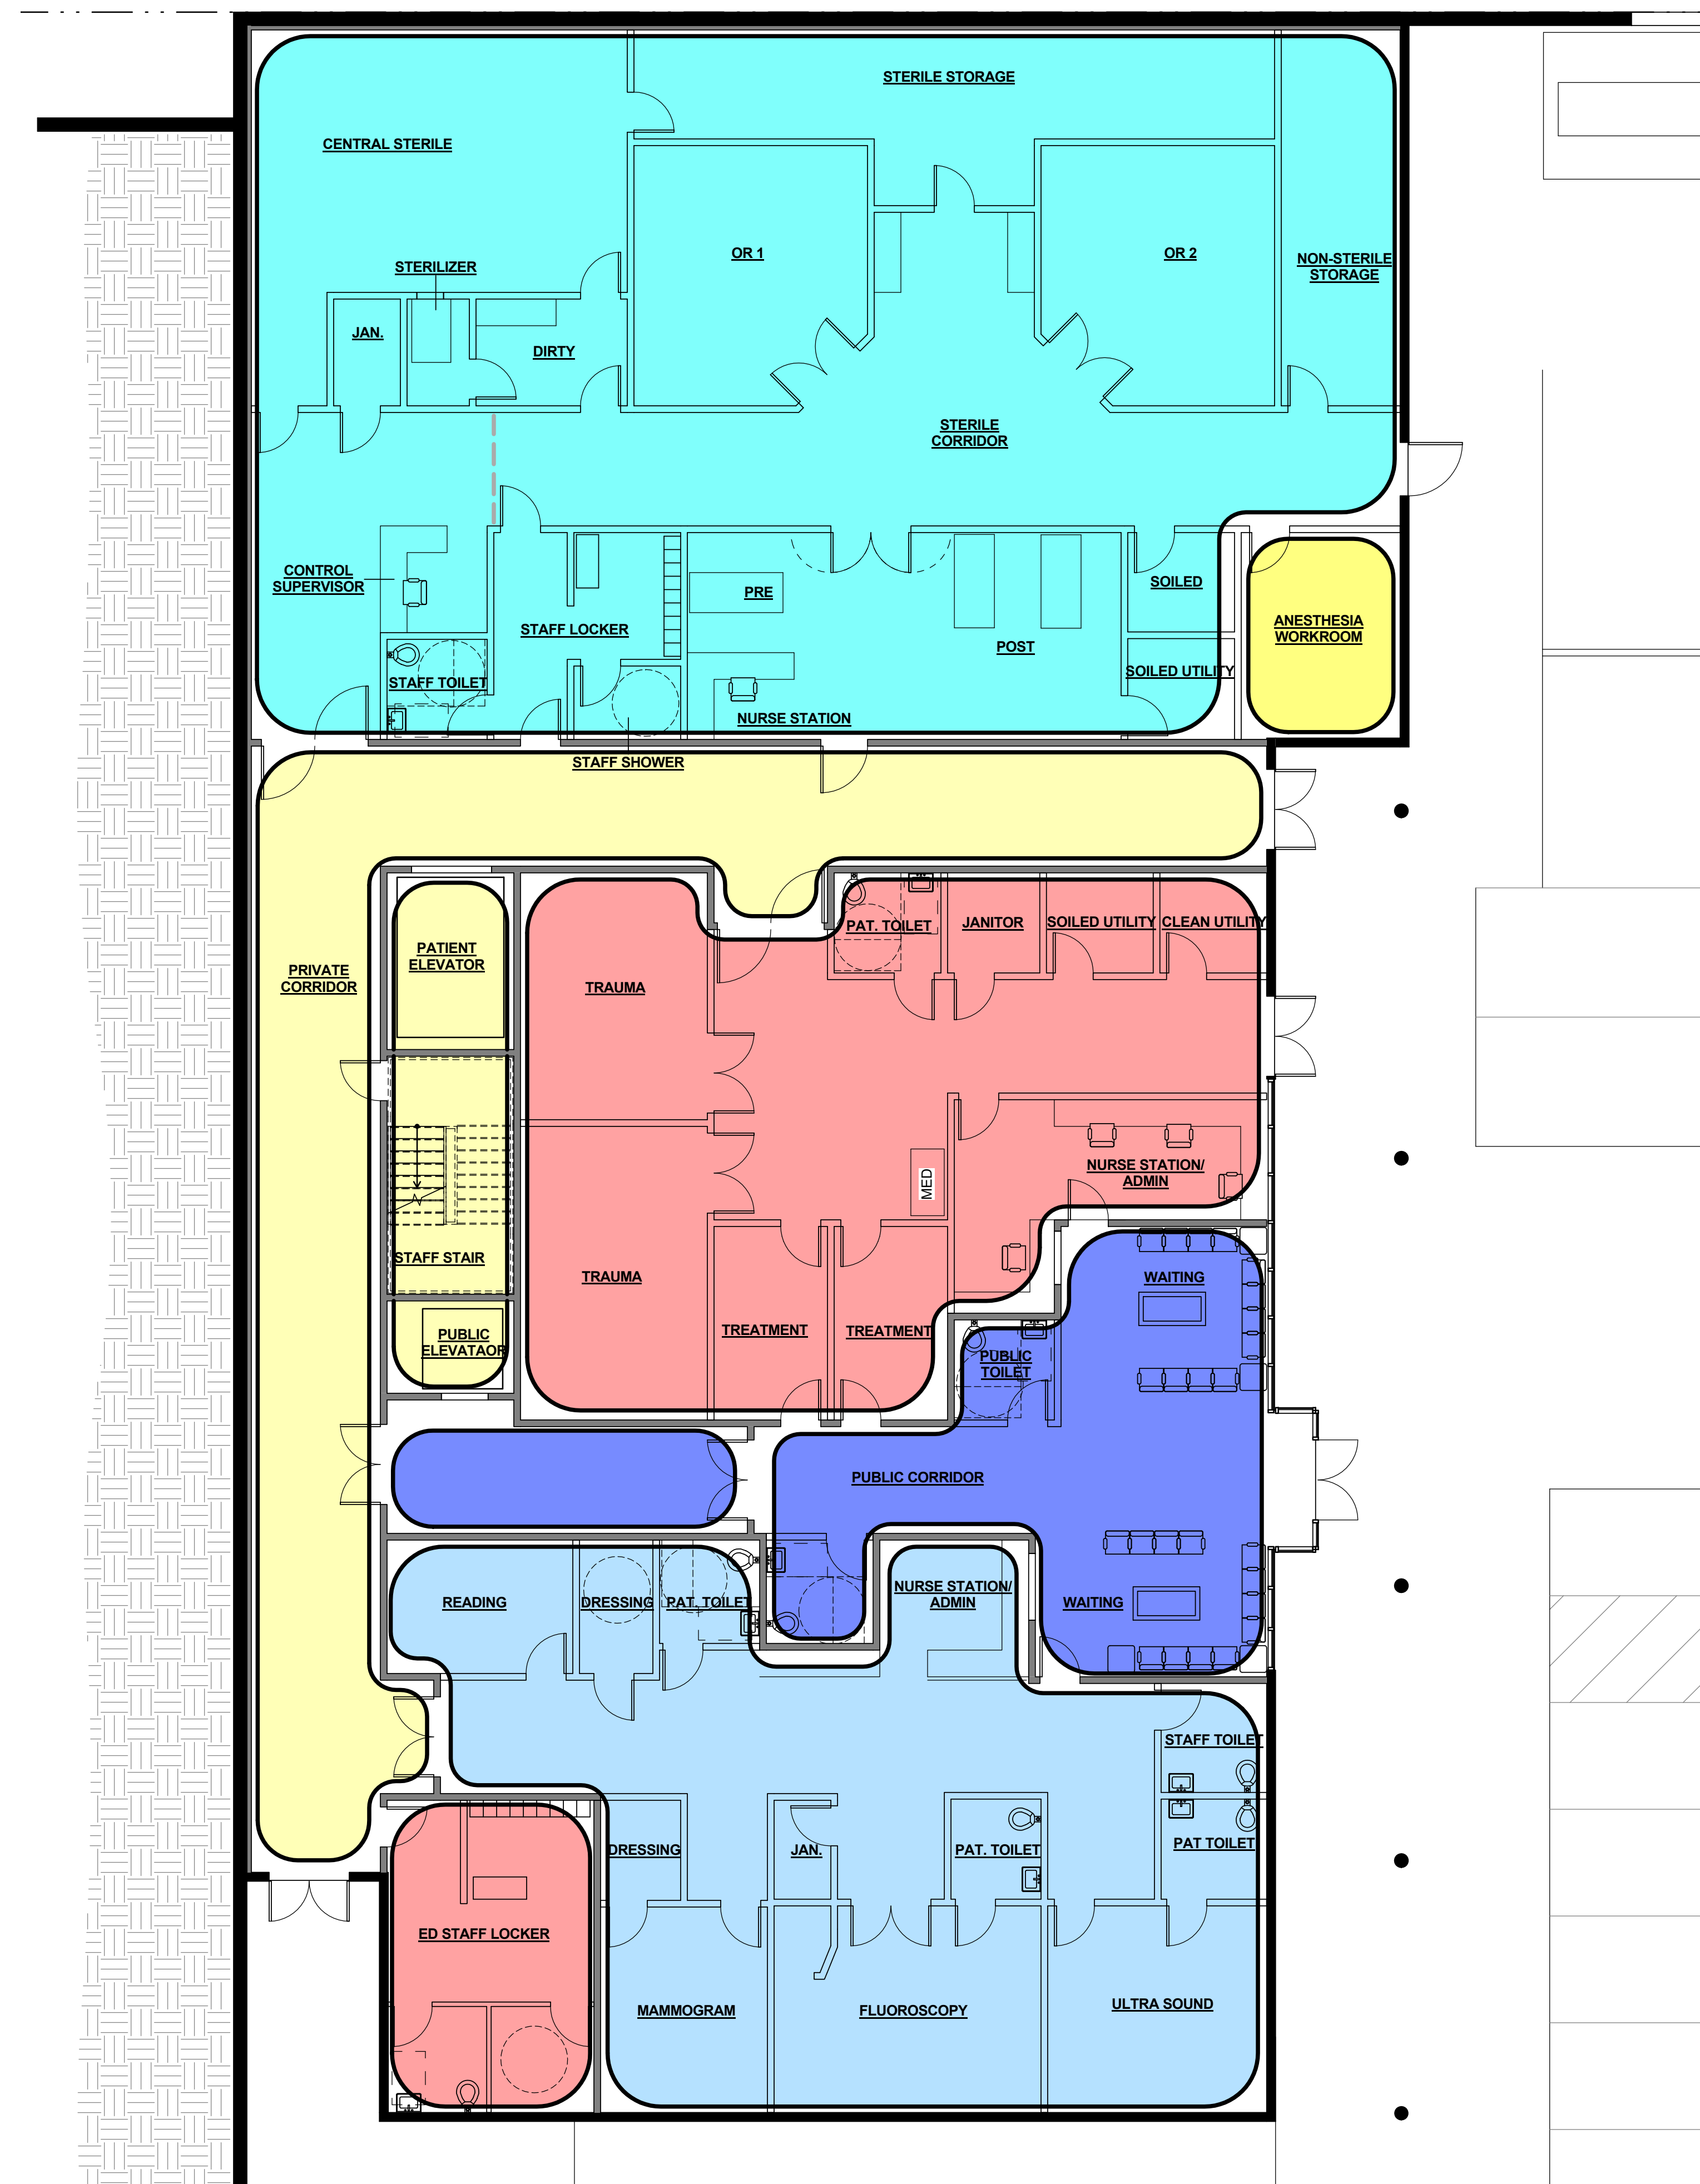 STERILE STORAGE
CENTRAL STERILE
OR 1
OR 2
NON-STERILE
STORAGE
STERILIZER
JAN.
DIRTY
STERILE
CORRIDOR
CONTROL
SUPERVISOR
STAFF LOCKER
PRE
SOILED
ANESTHESIA
WORKROOM
POST
STAFF TOILET
SOILED UTILITY
NURSE STATION
STAFF SHOWER
PRIVATE
CORRIDOR
PATIENT
ELEVATOR
TRAUMA
PAT. TOILET
JANITOR
SOILED UTILITY
CLEAN UTILITY
MED
NURSE STATION/
ADMIN
STAFF STAIR
TRAUMA
WAITING
PUBLIC
ELEVATAOR
TREATMENT
TREATMENT
PUBLIC
TOILET
PUBLIC CORRIDOR
READING
DRESSING
PAT. TOILET
NURSE STATION/
ADMIN
WAITING
STAFF TOILET
DRESSING
JAN.
PAT. TOILET
PAT TOILET
ED STAFF LOCKER
MAMMOGRAM
FLUOROSCOPY
ULTRA SOUND